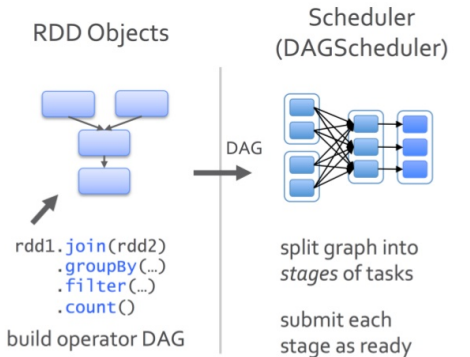 RDD Objects
rdd1.join(rdd2)
.groupBy(…)
.filter(…)
.count()
build operator DAG
DAG
Scheduler
(DAGScheduler)
split graph into
stages of tasks
submit each
stage as ready